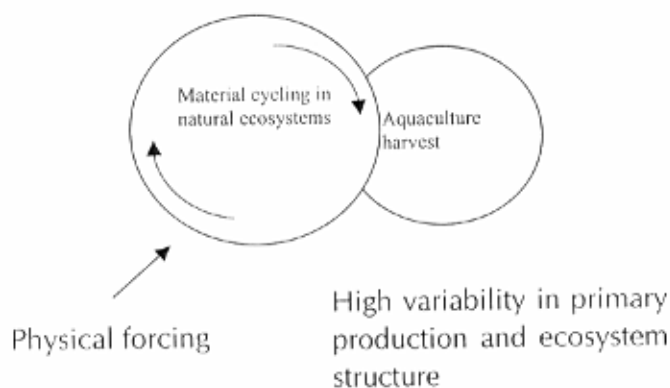 Material cycling in
natural ecosystems
Aquaculture
harvest
Physical forcing
High variability in primary
production and ecosystem
structure